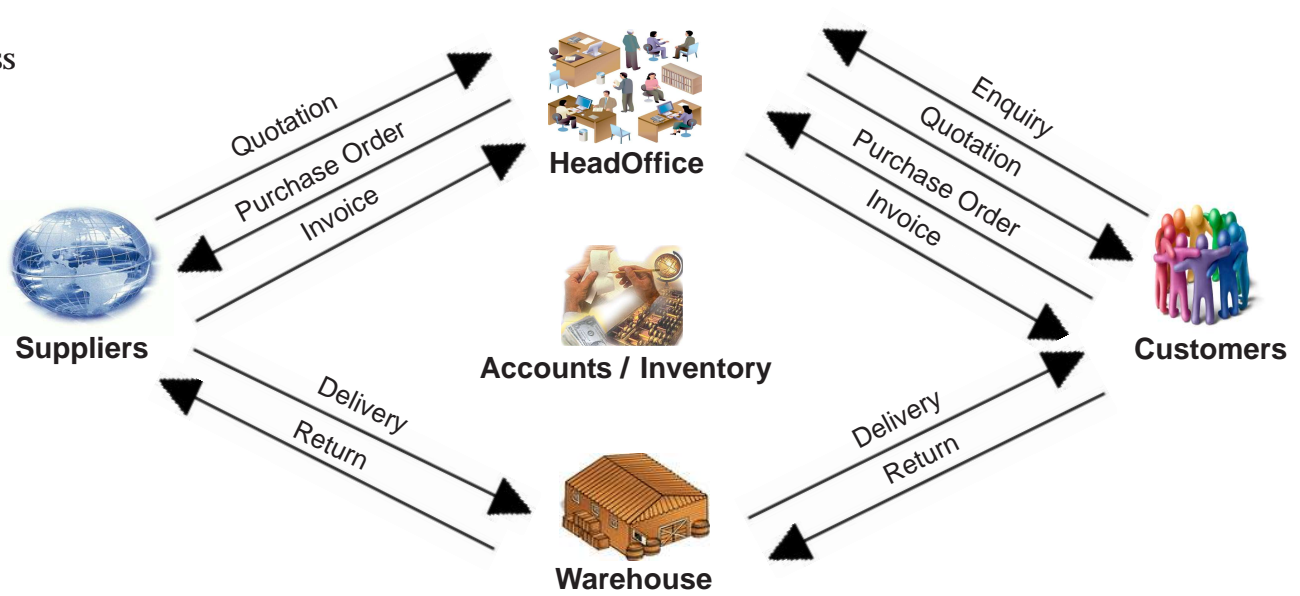 ss
Quotation
Purchase Order
Invoice
HeadOffice
Enquiry
Quotation
Purchase Order
Invoice
Suppliers
Accounts / Inventory
Customers
Delivery
Return
Delivery
Return
Warehouse